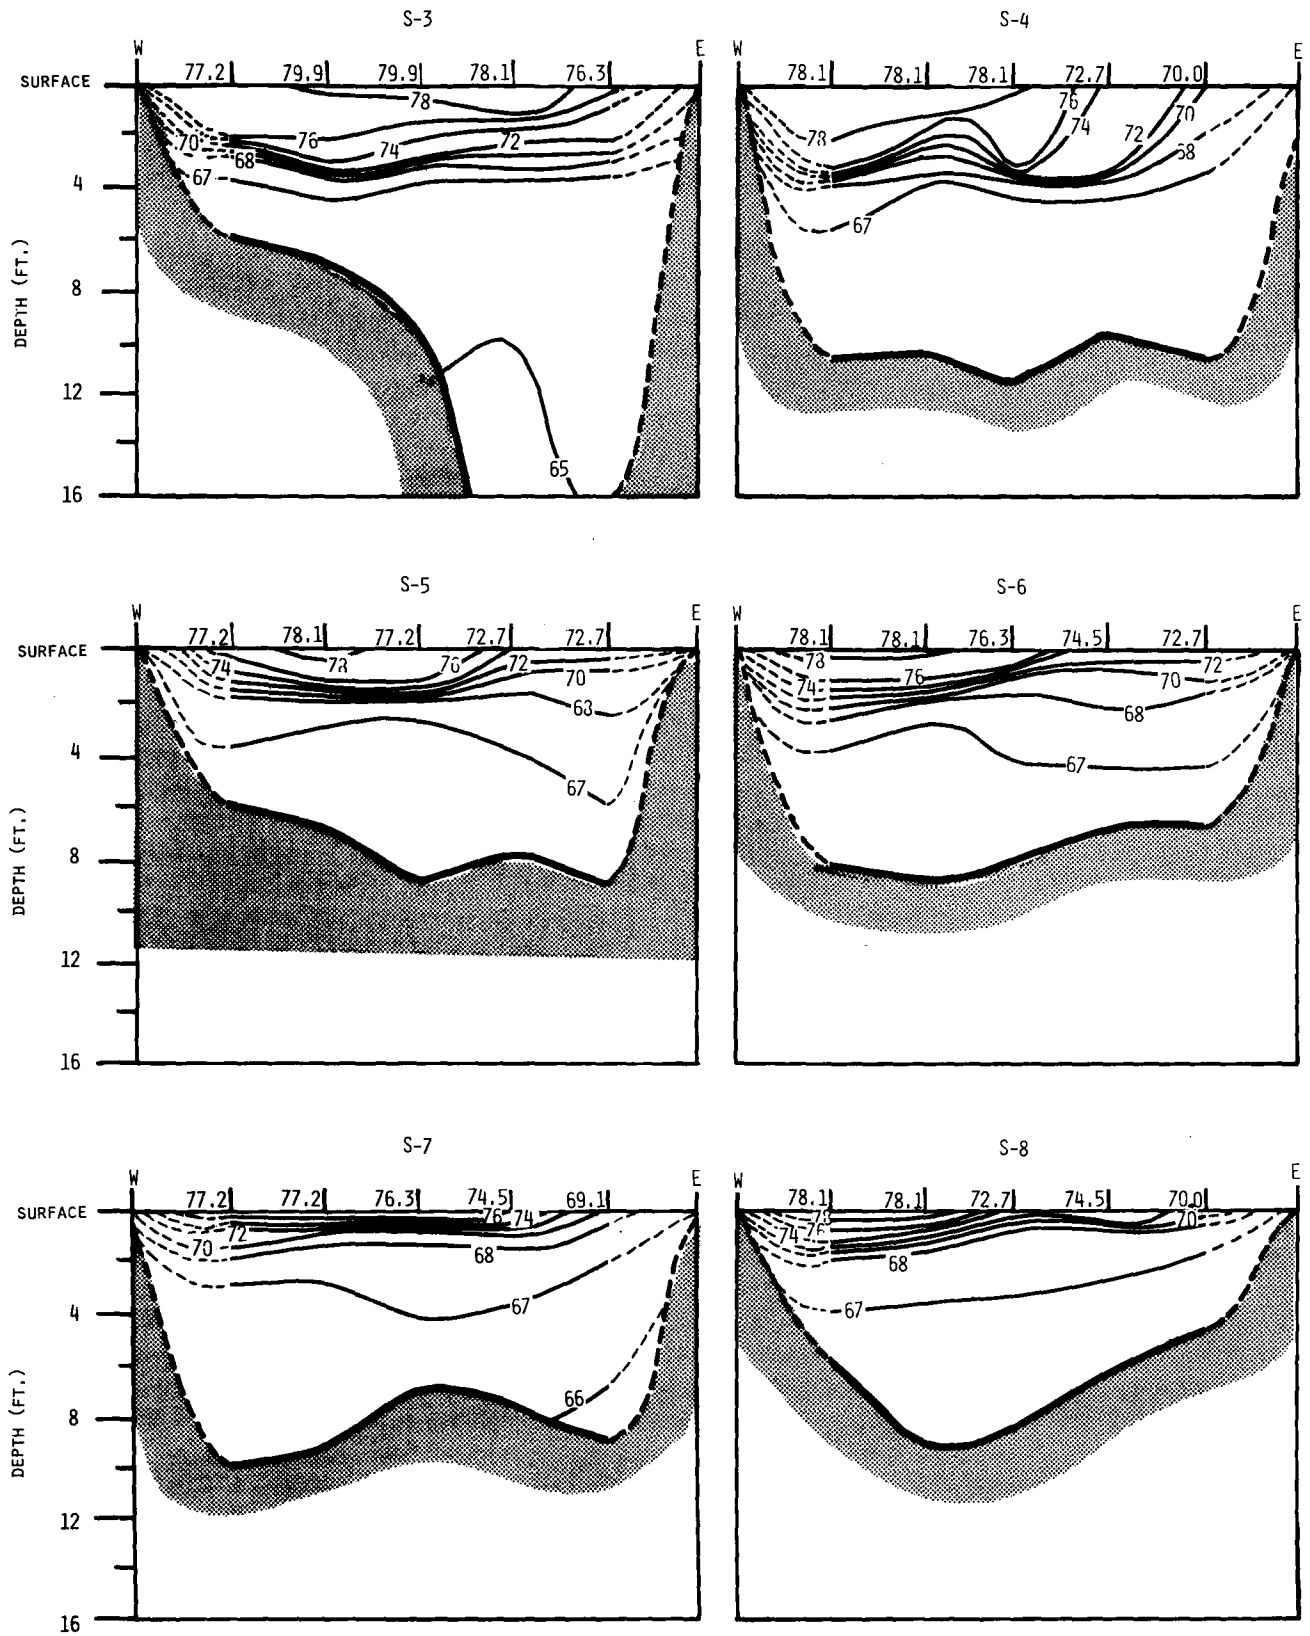 S-3
W E
SURFACE 77.2 79.9 79.9 78.1 76.3
78
76 74 72
70
68
67
4
8
12
16
65
DEPTH (FT.)
S-4
W E
78.1 78.1 78.1 72.7 70.0
76
74 72 70
78
68
67
S-5
W E
SURFACE 77.2 78.1 77.2 72.7 72.7
74 78 76 72
70
68
67
4
8
12
16
DEPTH (FT.)
S-6
W E
78.1 78.1 76.3 74.5 72.7
78 72
76 70
74
68
67
S-7
W E
SURFACE 77.2 77.2 76.3 74.5 69.1
76 74
72
70 68
67
66
4
8
12
16
DEPTH (FT.)
S-8
W E
78.1 78.1 72.7 74.5 70.0
78 70
74 76
68
67